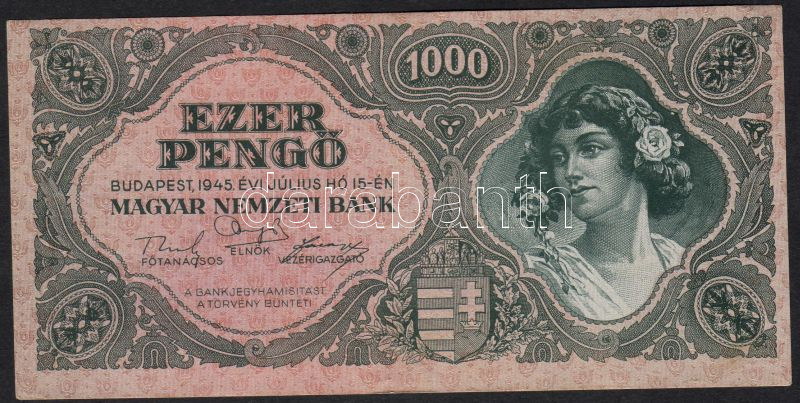 1000
EZER
PENGŐ
BUDAPEST, 1945. ÉVI JÚLIUS HÓ 15-ÉN
MAGYAR NEMZETI BANK
FŐTANÁCSOS
ELNÖK
VEZÉRIGAZGATÓ
A BANKJEGYHAMISÍTÁST
A TÖRVÉNY BÜNTETI
darabanth